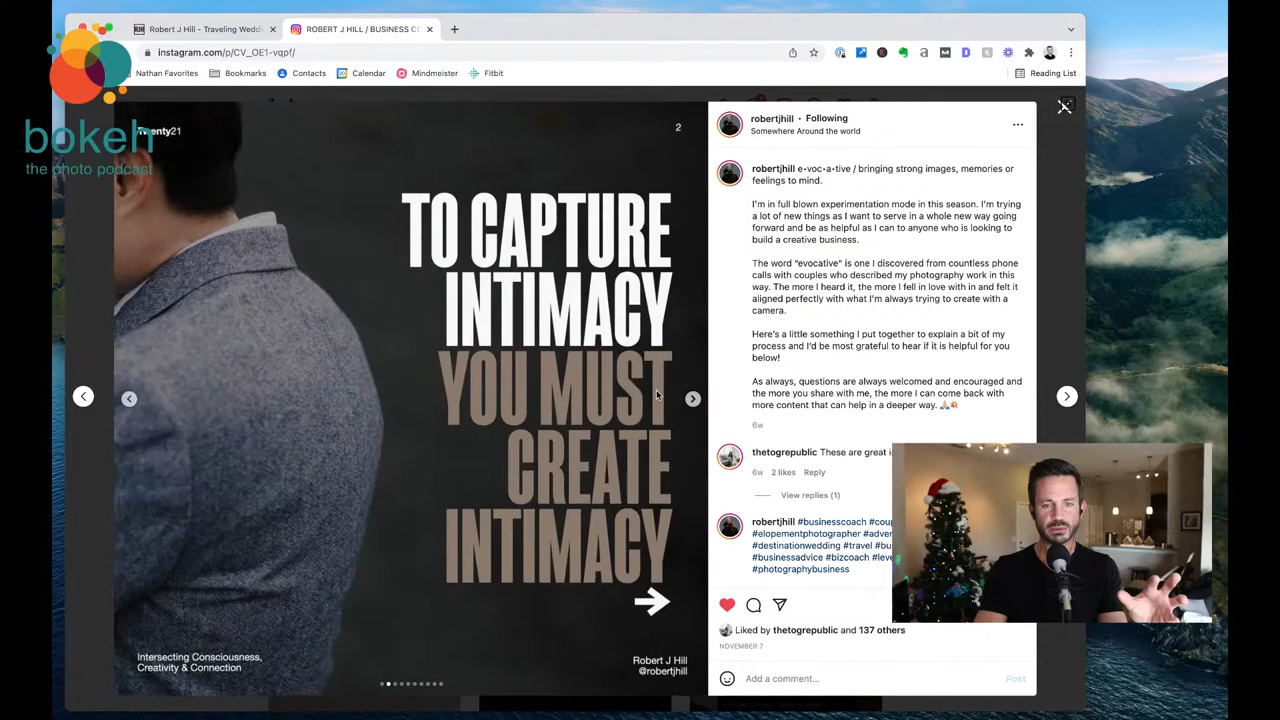 Robert J Hill - Traveling Weddi
ROBERT J HILL / BUSINESS CO
instagram.com/p/CV_OE1-vqpf/
Nathan Favorites
Bookmarks
Contacts
Calendar
Mindmeister
Fitbit
Reading List
bokeh
the photo podcast
Twenty21
2
TO CAPTURE
INTIMACY
YOU MUST
CREATE
INTIMACY
Intersecting Consciousness,
Creativity & Connection
Robert J Hill
@robertjhill
robertjhill • Following
Somewhere Around the world
robertjhill e•voc•a•tive / bringing strong images, memories or
feelings to mind.
I'm in full blown experimentation mode in this season. I'm trying
a lot of new things as I want to serve in a whole new way going
forward and be as helpful as I can to anyone who is looking to
build a creative business.
The word "evocative" is one I discovered from countless phone
calls with couples who described my photography work in this
way. The more I heard it, the more I fell in love with in and felt it
aligned perfectly with what I'm always trying to create with a
camera.
Here's a little something I put together to explain a bit of my
process and I'd be most grateful to hear if it is helpful for you
below!
As always, questions are always welcomed and encouraged and
the more you share with me, the more I can come back with
more content that can help in a deeper way. 🙏🏼💥
6w
thetogrepublic These are great
6w 2 likes Reply
View replies (1)
robertjhill #businesscoach #cou
#elopementphotographer #adve
#destinationwedding #travel #bu
#businessadvice #bizcoach #leve
#photographybusiness
Liked by thetogrepublic and 137 others
NOVEMBER 7
Add a comment...
Post